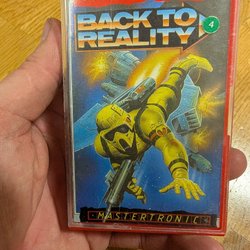 BACK TO
REALITY
4
·MASTERTRONIC·